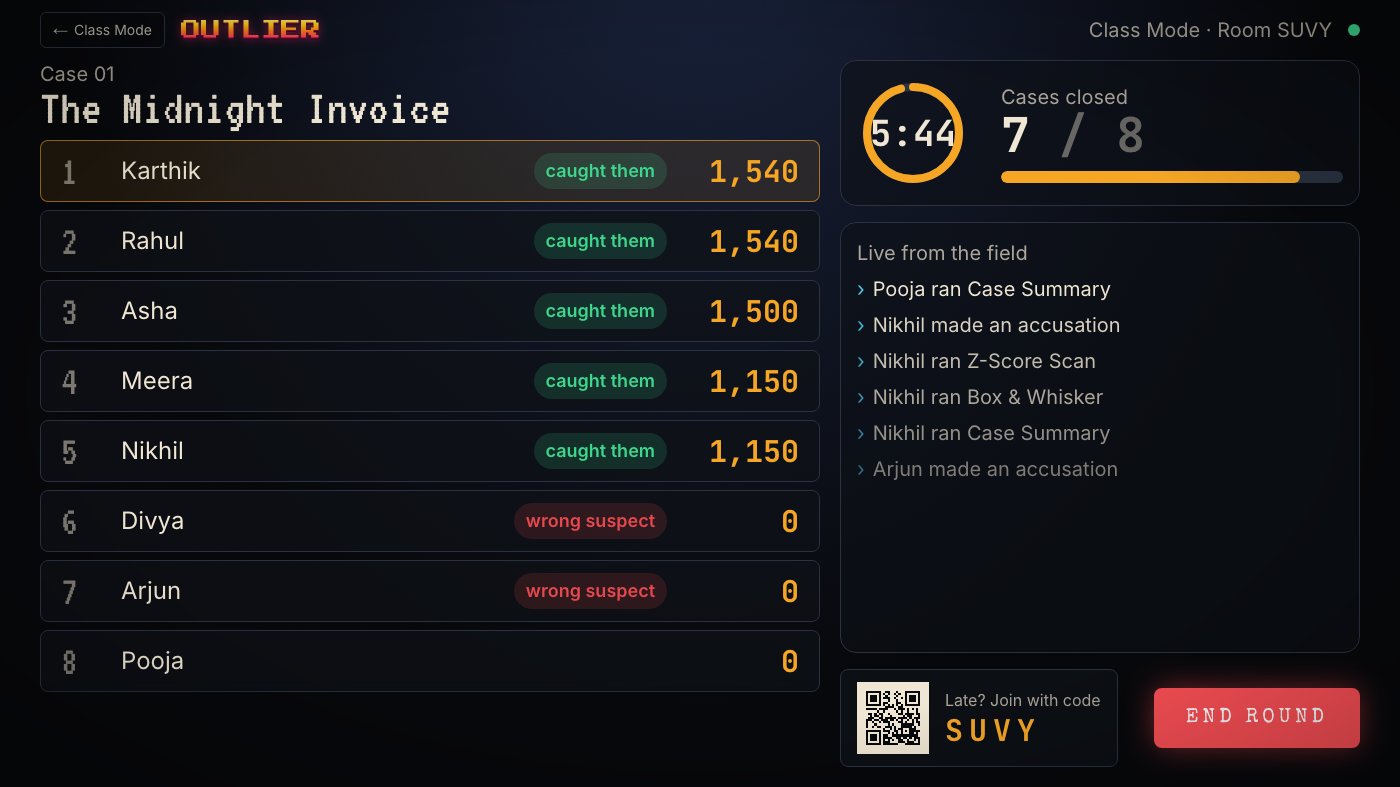 ← Class Mode
OUTLIER
Class Mode · Room SUVY
Case 01
The Midnight Invoice
1 Karthik caught them 1,540
2 Rahul caught them 1,540
3 Asha caught them 1,500
4 Meera caught them 1,150
5 Nikhil caught them 1,150
6 Divya wrong suspect 0
7 Arjun wrong suspect 0
8 Pooja 0
5:44
Cases closed
7 / 8
Live from the field
› Pooja ran Case Summary
› Nikhil made an accusation
› Nikhil ran Z-Score Scan
› Nikhil ran Box & Whisker
› Nikhil ran Case Summary
› Arjun made an accusation
Late? Join with code
SUVY
END ROUND